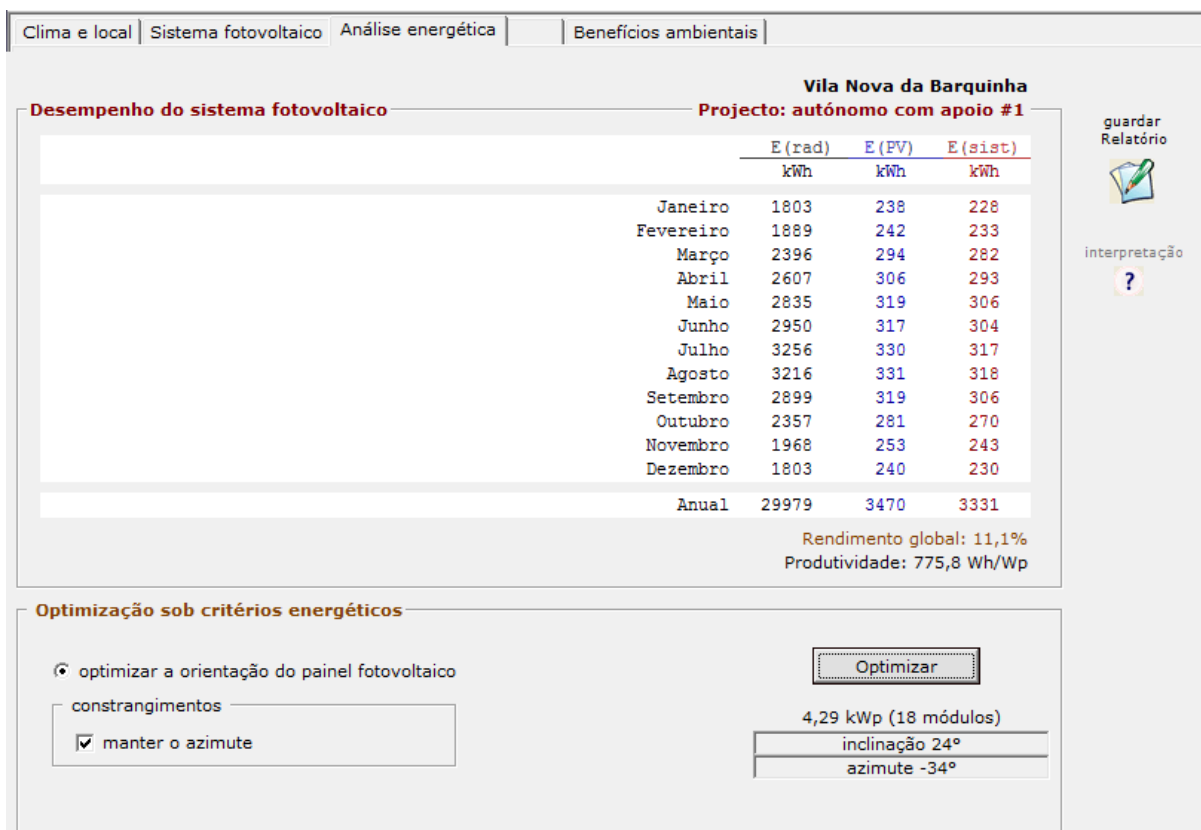 Clima e local Sistema fotovoltaico Análise energética Benefícios ambientais
Vila Nova da Barquinha
Desempenho do sistema fotovoltaico Projecto: autónomo com apoio #1
guardar
Relatório
E(rad) E(PV) E(sist)
kWh kWh kWh
Janeiro 1803 238 228
Fevereiro 1889 242 233
Março 2396 294 282
interpretação
Abril 2607 306 293
?
Maio 2835 319 306
Junho 2950 317 304
Julho 3256 330 317
Agosto 3216 331 318
Setembro 2899 319 306
Outubro 2357 281 270
Novembro 1968 253 243
Dezembro 1803 240 230
Anual 29979 3470 3331
Rendimento global: 11,1%
Produtividade: 775,8 Wh/Wp
Optimização sob critérios energéticos
optimizar a orientação do painel fotovoltaico
Optimizar
constrangimentos
manter o azimute
4,29 kWp (18 módulos)
inclinação 24º
azimute -34º